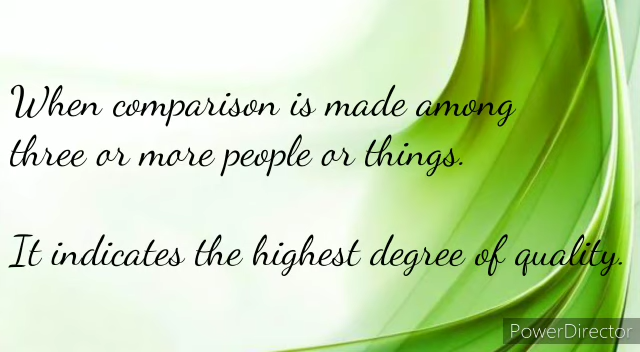 When comparison is made among
three or more people or things.
It indicates the highest degree of quality.
PowerDirector